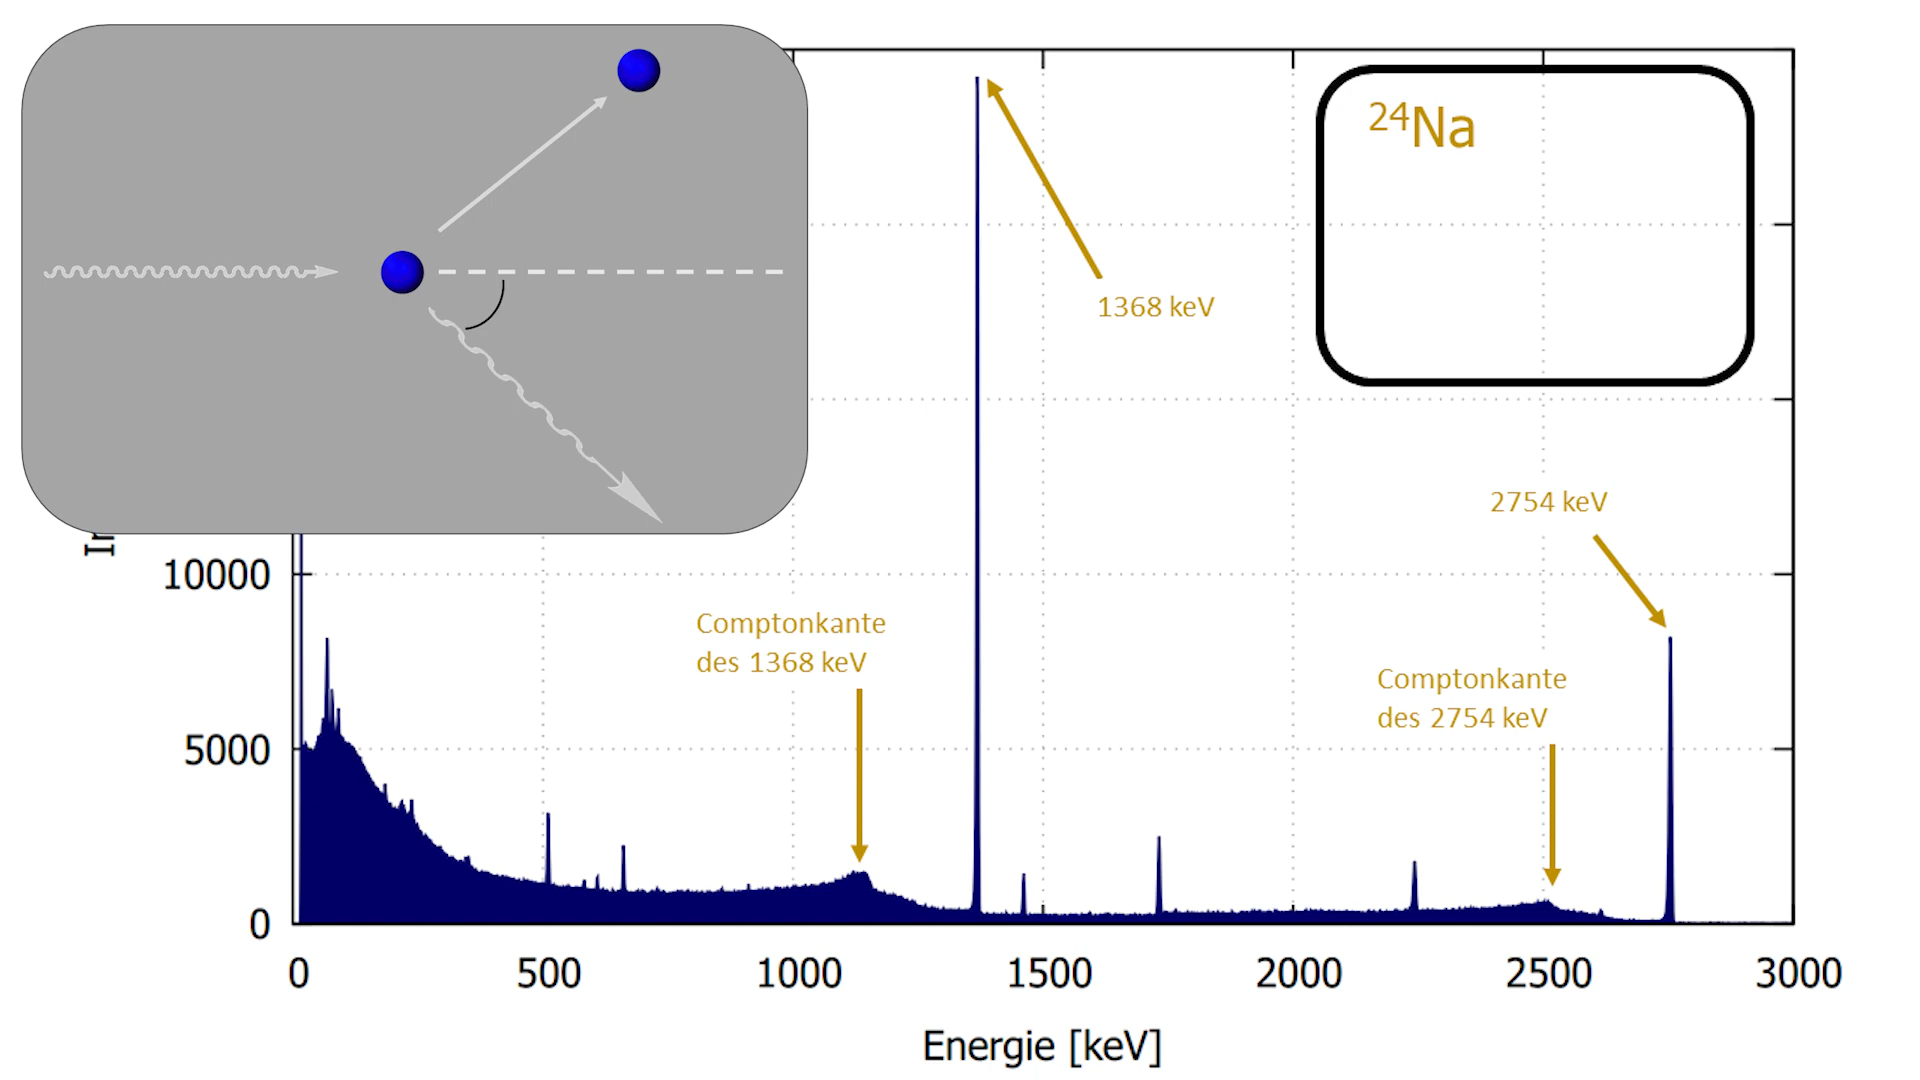 ²⁴Na
1368 keV
2754 keV
Comptonkante
des 1368 keV
Comptonkante
des 2754 keV
10000
5000
0
0 500 1000 1500 2000 2500 3000
Energie [keV]